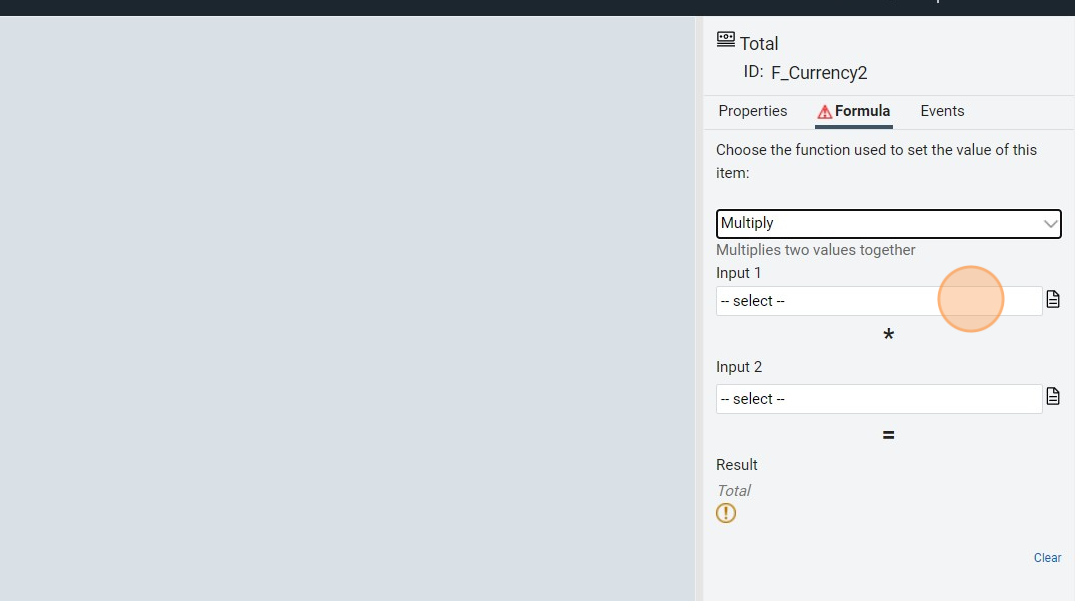 Total
ID: F_Currency2
Properties Formula Events
Choose the function used to set the value of this
item:
Multiply
Multiplies two values together
Input 1
-- select --
*
Input 2
-- select --
=
Result
Total
Clear